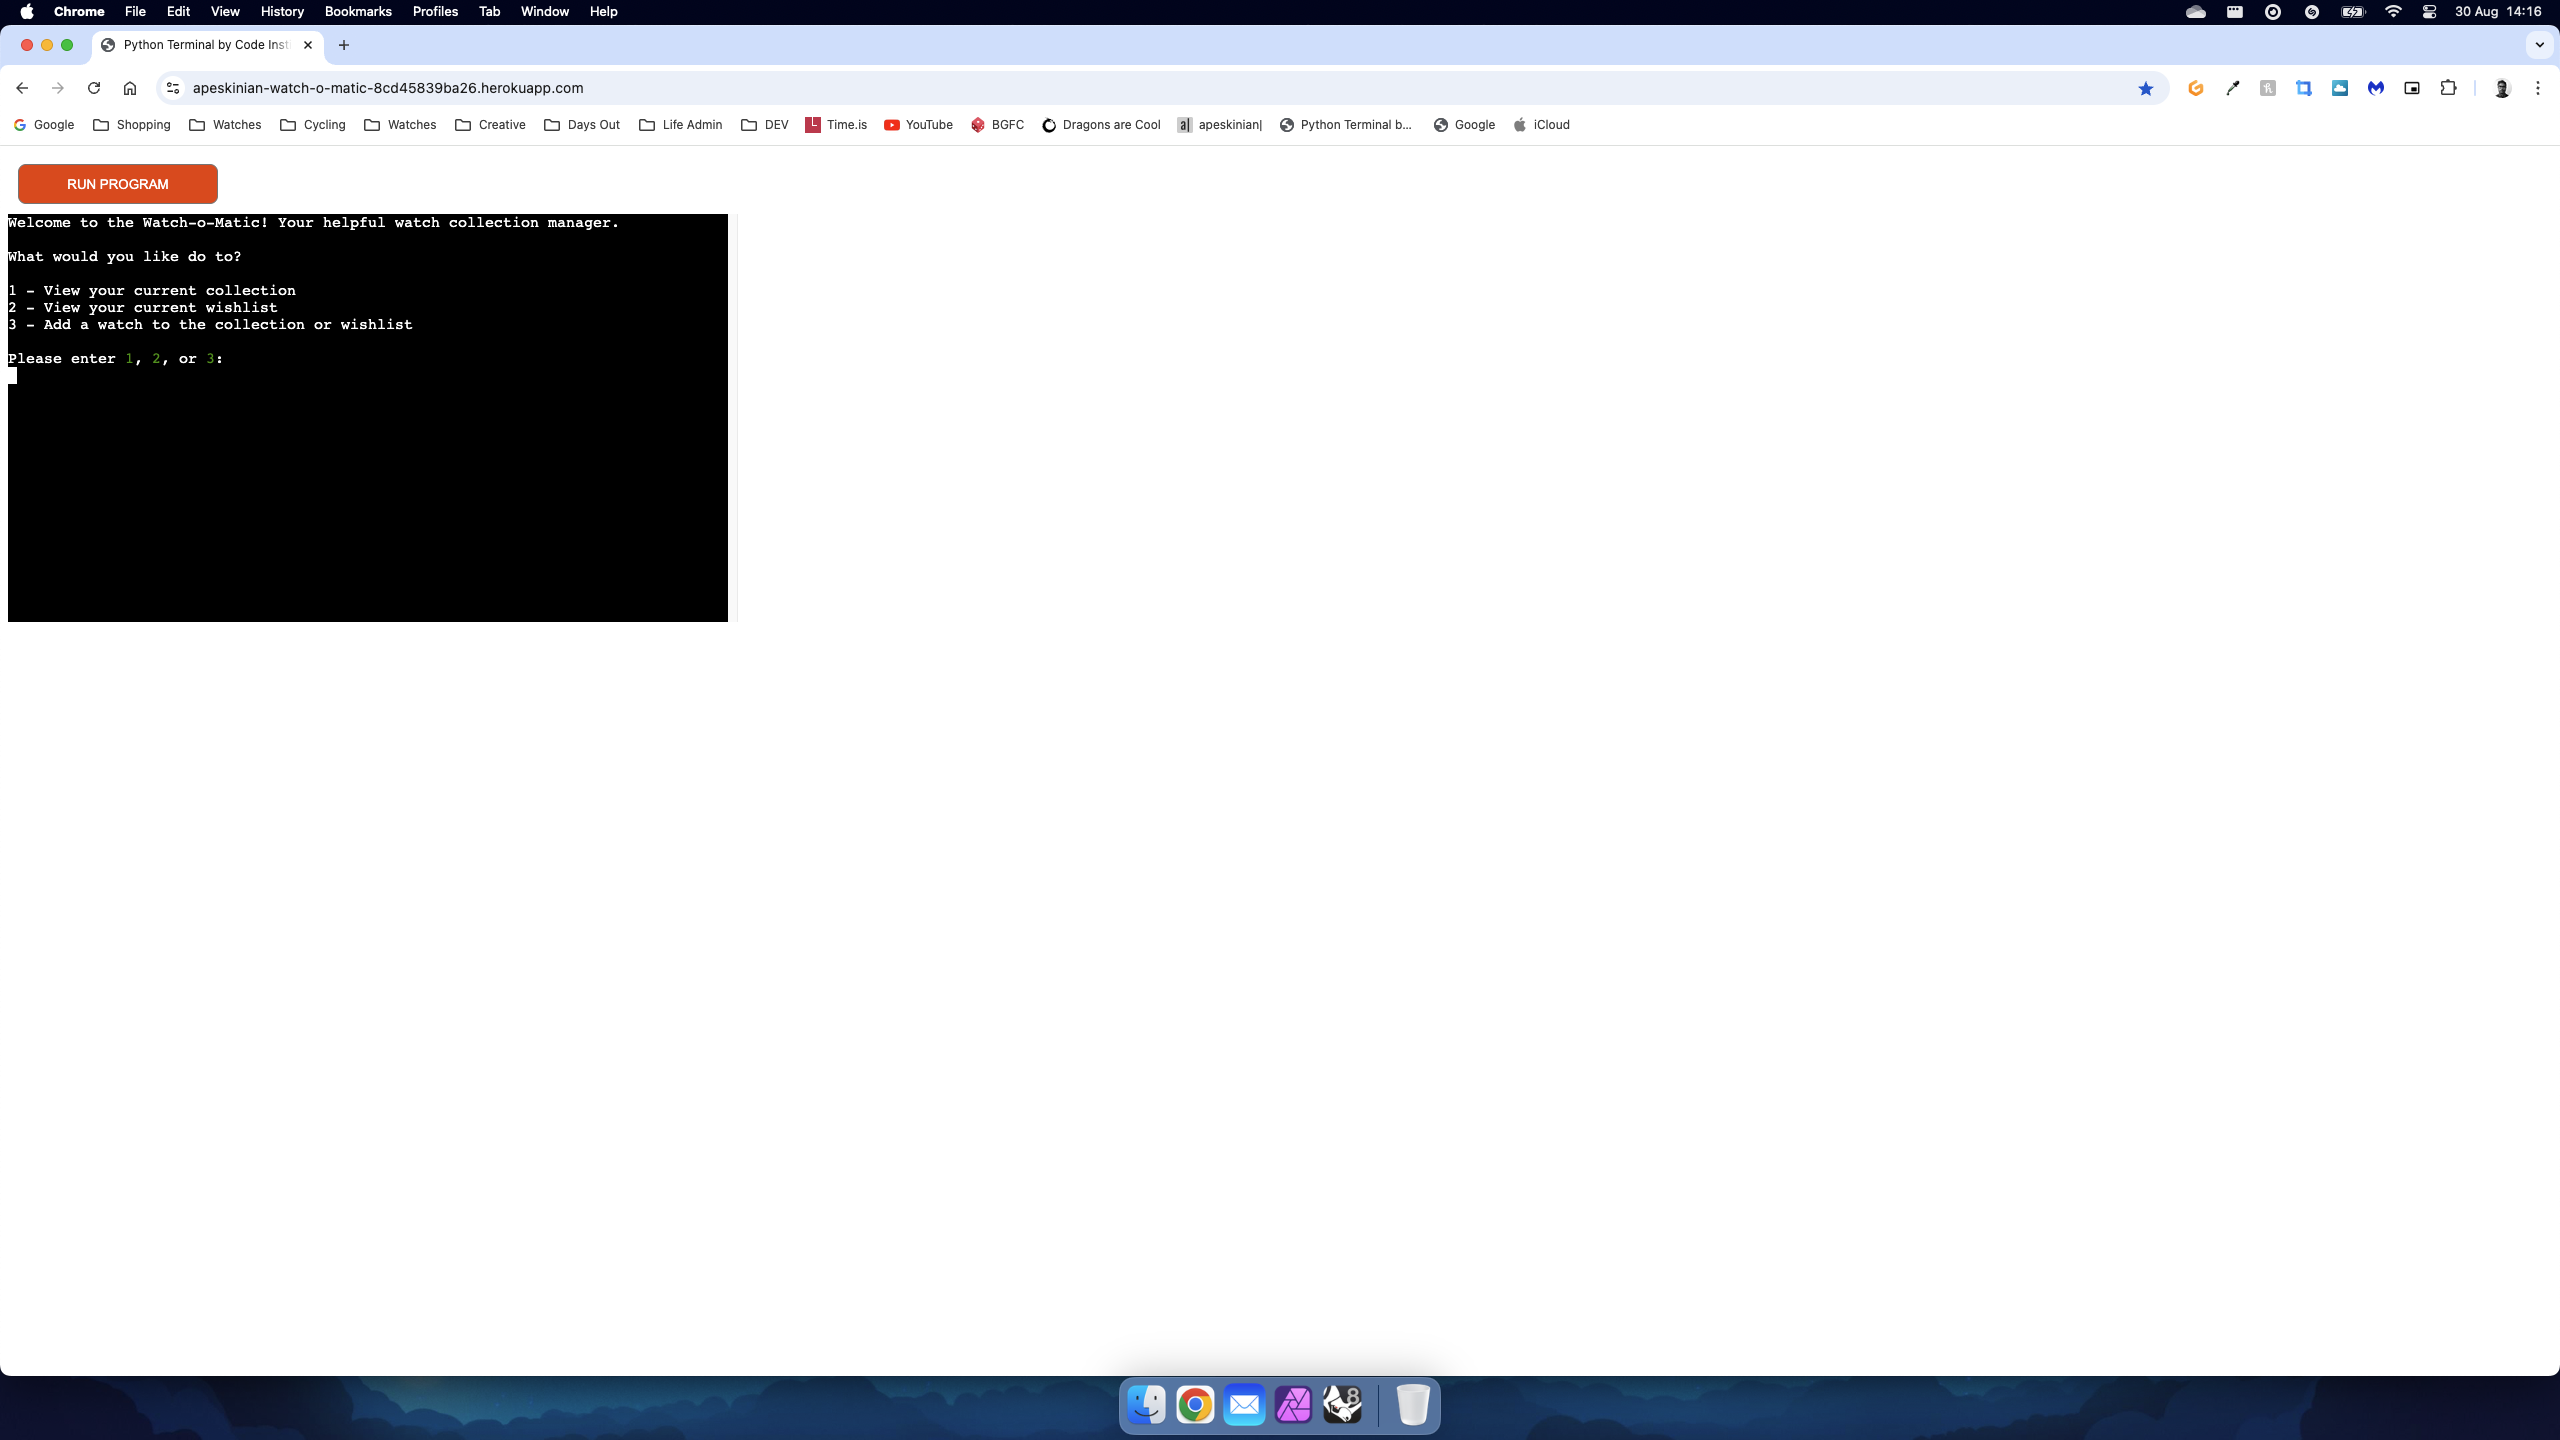 Chrome File Edit View History Bookmarks Profiles Tab Window Help 30 Aug 14:16
Python Terminal by Code Inst
apeskinian-watch-o-matic-8cd45839ba26.herokuapp.com
Google Shopping Watches Cycling Watches Creative Days Out Life Admin DEV Time.is YouTube BGFC Dragons are Cool a| apeskinian| Python Terminal b... Google iCloud
RUN PROGRAM
Welcome to the Watch-o-Matic! Your helpful watch collection manager.
What would you like do to?
1 - View your current collection
2 - View your current wishlist
3 - Add a watch to the collection or wishlist
Please enter 1, 2, or 3:
8